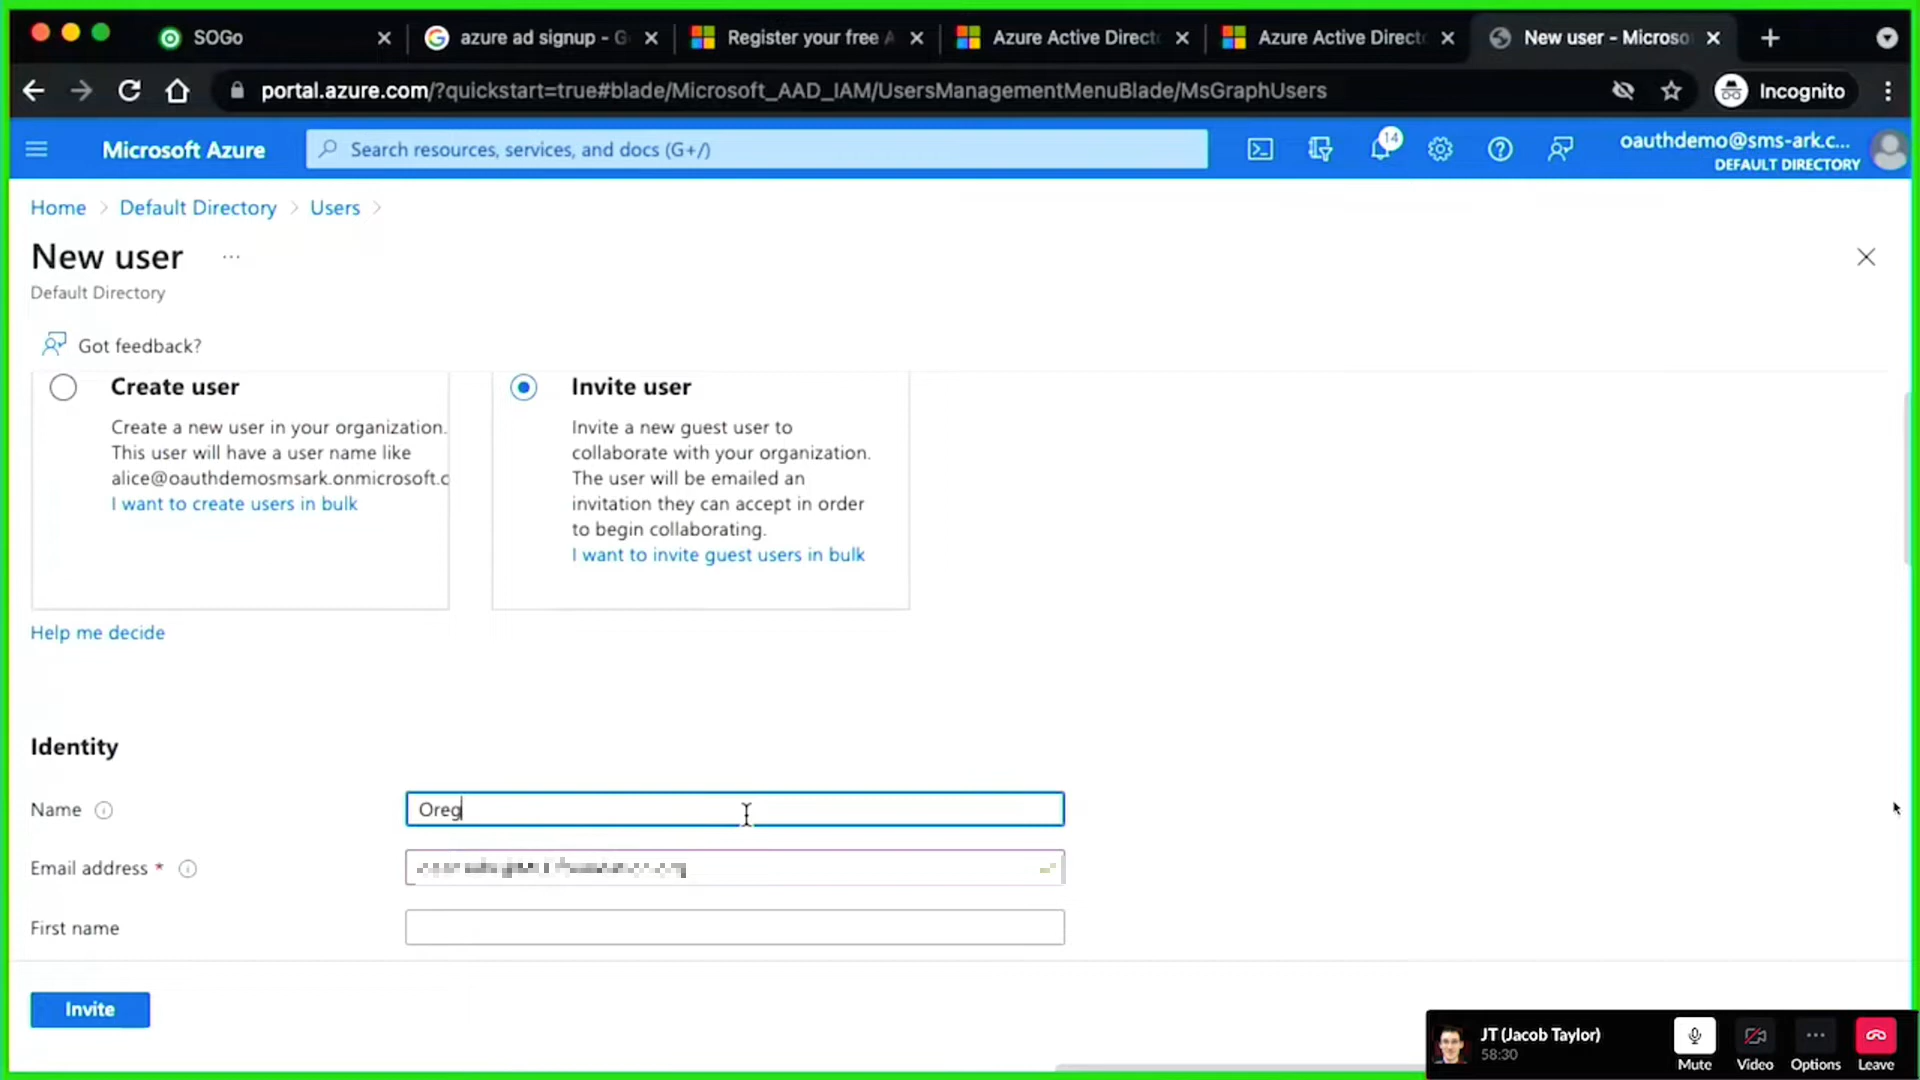 SOGo
azure ad signup - G
Register your free A
Azure Active Direct
Azure Active Direct
New user - Microso
portal.azure.com/?quickstart=true#blade/Microsoft_AAD_IAM/UsersManagementMenuBlade/MsGraphUsers
Incognito
Microsoft Azure
Search resources, services, and docs (G+/)
14
oauthdemo@sms-ark.c...
DEFAULT DIRECTORY
Home > Default Directory > Users >
New user ...
Default Directory
Got feedback?
Create user
Create a new user in your organization.
This user will have a user name like
alice@oauthdemosmsark.onmicrosoft.c
I want to create users in bulk
Invite user
Invite a new guest user to
collaborate with your organization.
The user will be emailed an
invitation they can accept in order
to begin collaborating.
I want to invite guest users in bulk
Help me decide
Identity
Name
Oreg
Email address *
First name
Invite
JT (Jacob Taylor)
58:30
Mute
Video
Options
Leave